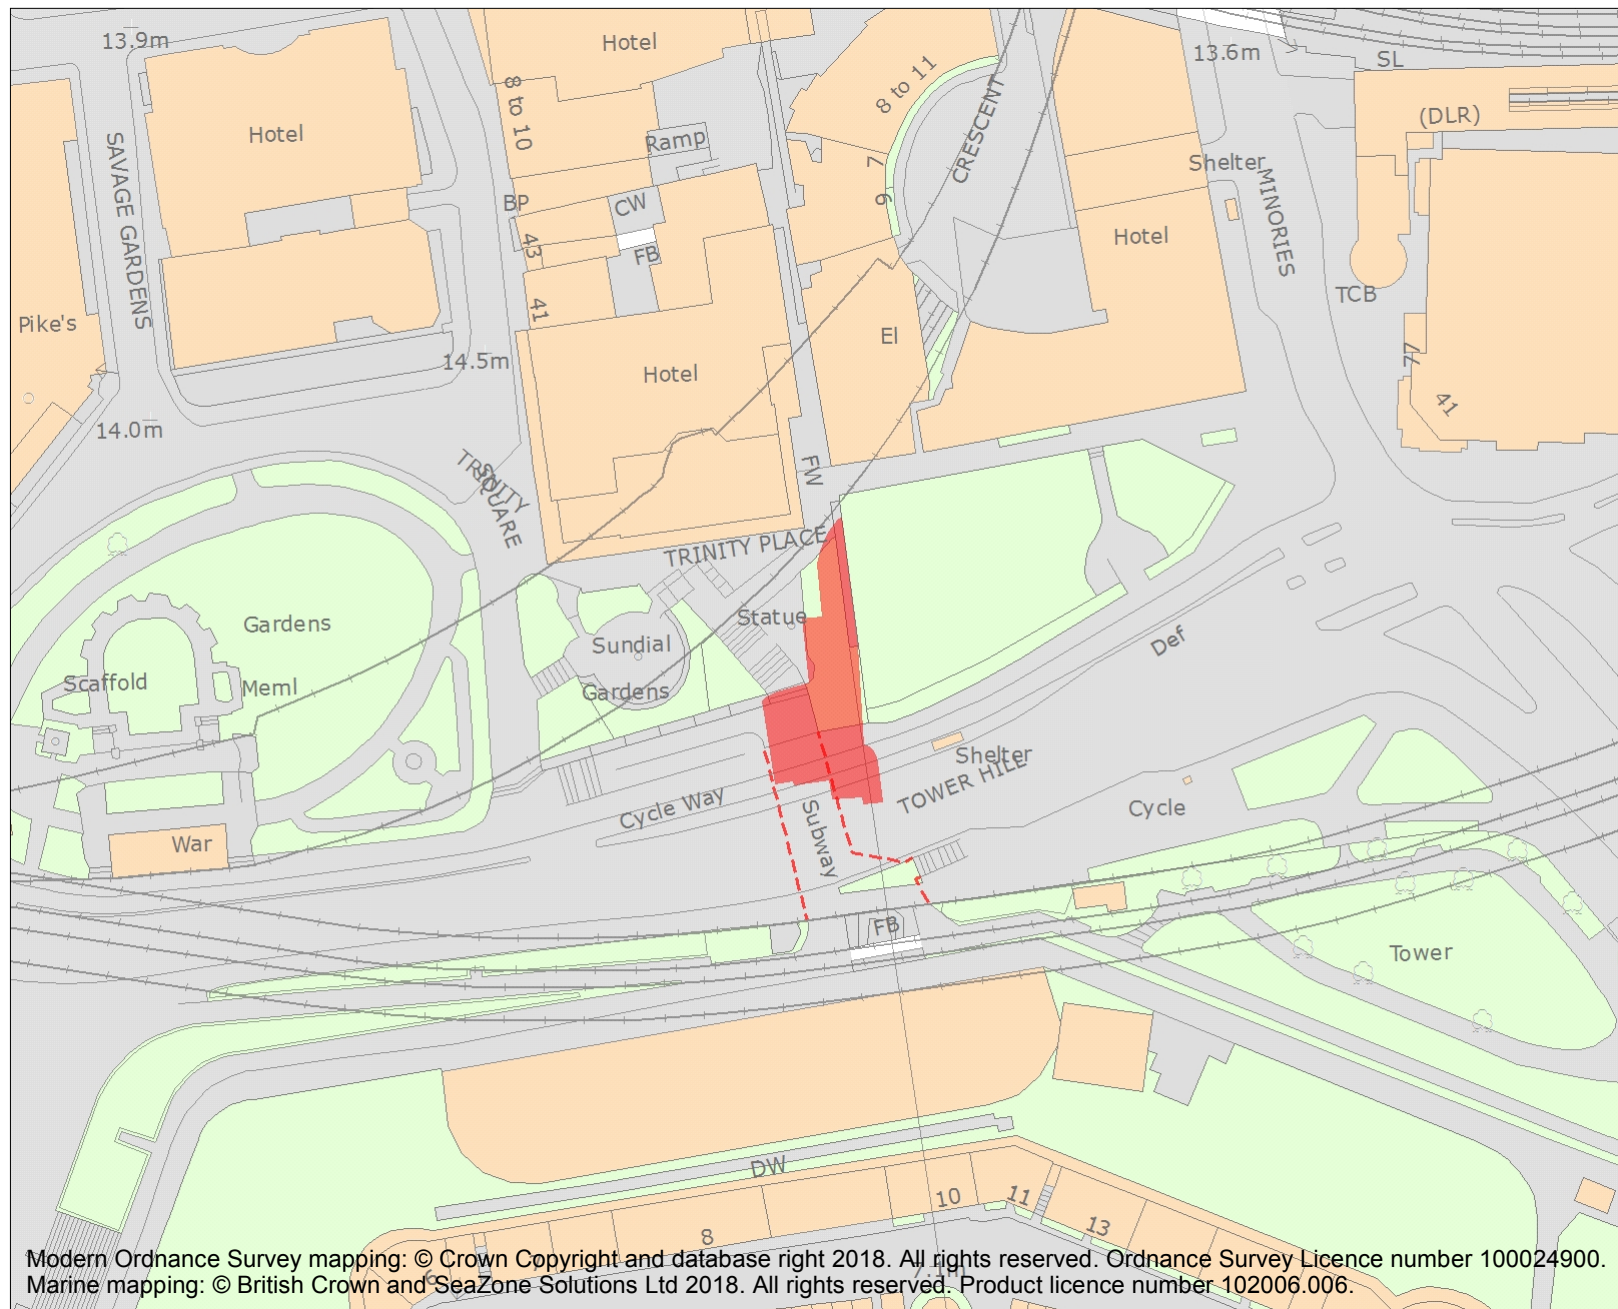 13.9m
Hotel
13.6m
SL
8 to 10
8 to 11
CRESCENT
(DLR)
Hotel
Ramp
SAVAGE GARDENS
7
Shelter
MINORIES
6
BP
CW
43
FB
Hotel
41
TCB
Pike's
El
14.5m
77
Hotel
41
14.0m
TRINITY
SQUARE
FW
TRINITY PLACE
Gardens
Statue
Sundial
Def
Scaffold
Meml
Gardens
Shelter
TOWER HILL
Cycle Way
Cycle
Subway
War
FB
Tower
DW
10
11
13
8
7
6
7.1m
Modern Ordnance Survey mapping: © Crown Copyright and database right 2018. All rights reserved. Ordnance Survey Licence number 100024900.
Marine mapping: © British Crown and SeaZone Solutions Ltd 2018. All rights reserved. Product licence number 102006.006.